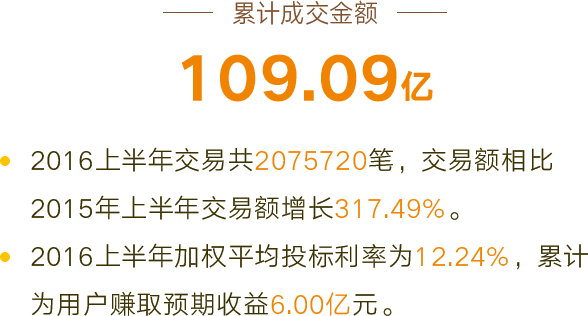 累计成交金额
109.09亿
2016上半年交易共2075720笔，交易额相比
2015年上半年交易额增长317.49%。
2016上半年加权平均投标利率为12.24%，累计
为用户赚取预期收益6.00亿元。